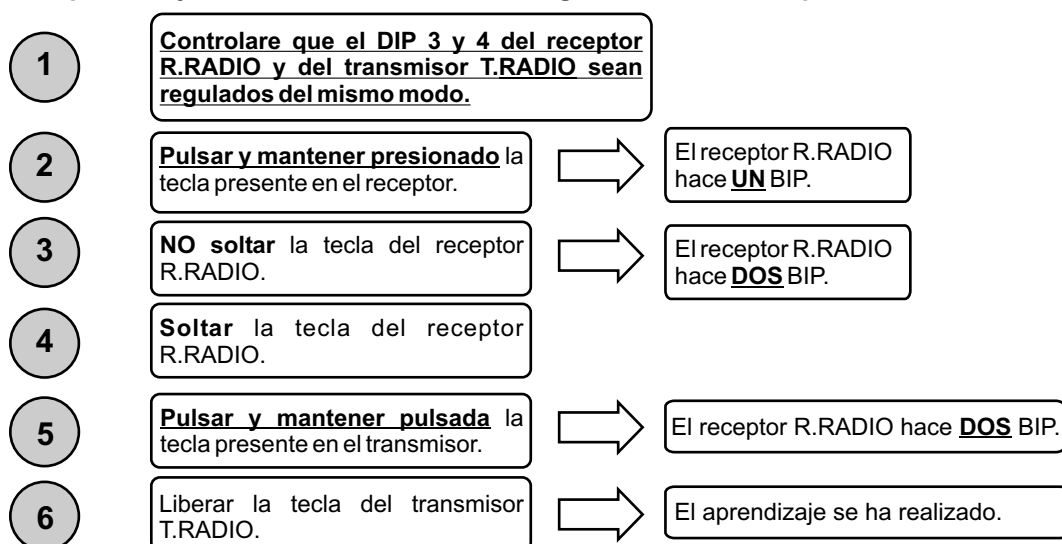 1
Controlare que el DIP 3 y 4 del receptor
R.RADIO y del transmisor T.RADIO sean
regulados del mismo modo.
2
Pulsar y mantener presionado la
tecla presente en el receptor.
El receptor R.RADIO
hace UN BIP.
3
NO soltar la tecla del receptor
R.RADIO.
El receptor R.RADIO
hace DOS BIP.
4
Soltar la tecla del receptor
R.RADIO.
5
Pulsar y mantener pulsada la
tecla presente en el transmisor.
El receptor R.RADIO hace DOS BIP.
6
Liberar la tecla del transmisor
T.RADIO.
El aprendizaje se ha realizado.